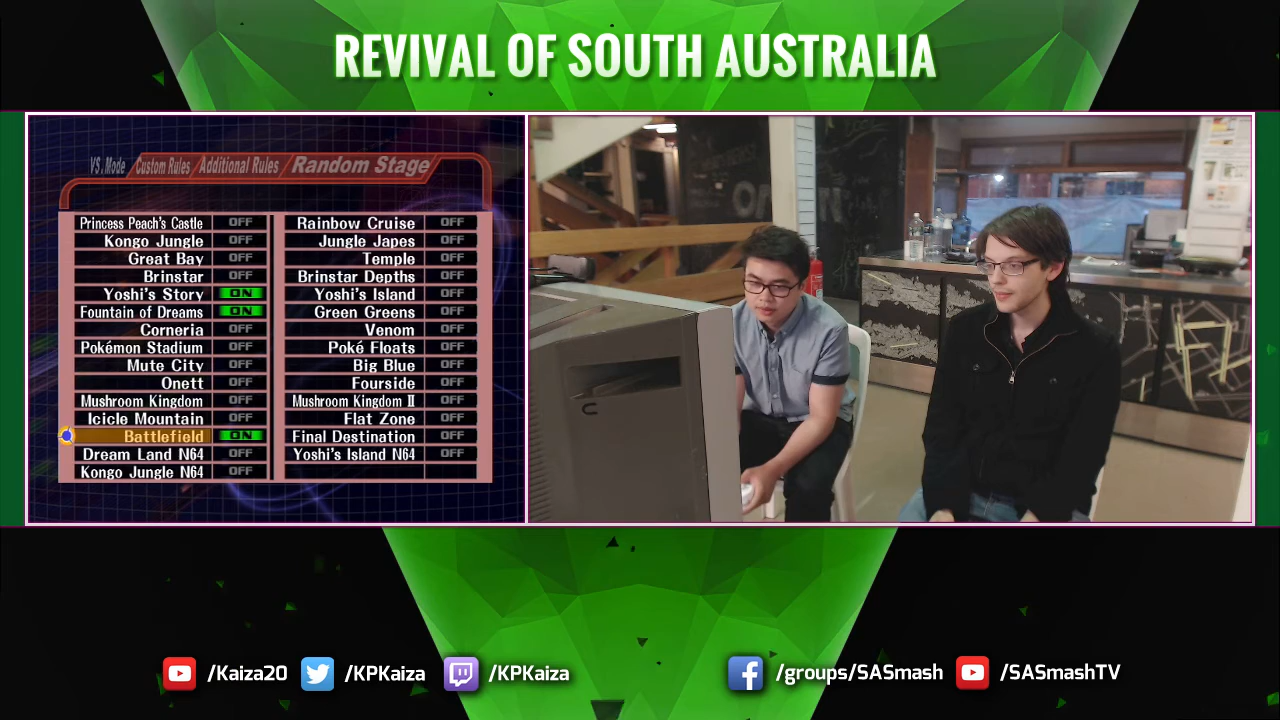 REVIVAL OF SOUTH AUSTRALIA
VS. Mode Custom Rules Additional Rules Random Stage
Princess Peach's Castle OFF Rainbow Cruise OFF
Kongo Jungle OFF Jungle Japes OFF
Great Bay OFF Temple OFF
Brinstar OFF Brinstar Depths OFF
Yoshi's Story ON Yoshi's Island OFF
Fountain of Dreams ON Green Greens OFF
Corneria OFF Venom OFF
Pokémon Stadium OFF Poké Floats OFF
Mute City OFF Big Blue OFF
Onett OFF Fourside OFF
Mushroom Kingdom OFF Mushroom Kingdom II OFF
Icicle Mountain OFF Flat Zone OFF
Battlefield ON Final Destination OFF
Dream Land N64 OFF Yoshi's Island N64 OFF
Kongo Jungle N64 OFF
/Kaiza20 /KPKaiza /KPKaiza /groups/SASmash /SASmashTV